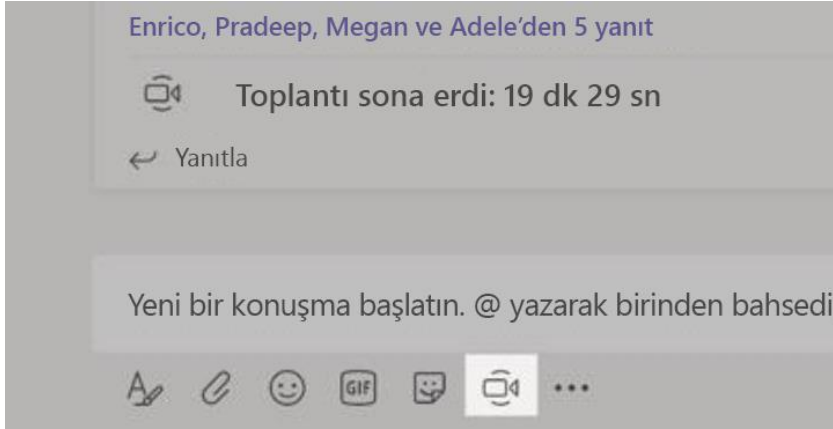 Enrico, Pradeep, Megan ve Adele’den 5 yanıt
Toplantı sona erdi: 19 dk 29 sn
Yanıtla
Yeni bir konuşma başlatın. @ yazarak birinden bahsedi
GIF